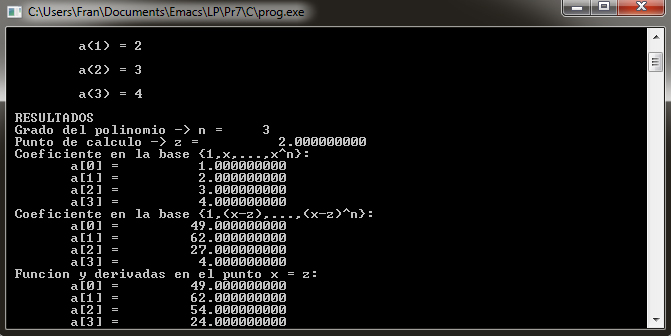 C:\Users\Fran\Documents\Emacs\LP\Pr7\C\prog.exe
a(1) = 2
a(2) = 3
a(3) = 4
RESULTADOS
Grado del polinomio -> n = 3
Punto de calculo -> z = 2.000000000
Coeficiente en la base {1,x,...,x^n}:
a[0] = 1.000000000
a[1] = 2.000000000
a[2] = 3.000000000
a[3] = 4.000000000
Coeficiente en la base {1,(x-z),...,(x-z)^n}:
a[0] = 49.000000000
a[1] = 62.000000000
a[2] = 27.000000000
a[3] = 4.000000000
Funcion y derivadas en el punto x = z:
a[0] = 49.000000000
a[1] = 62.000000000
a[2] = 54.000000000
a[3] = 24.000000000